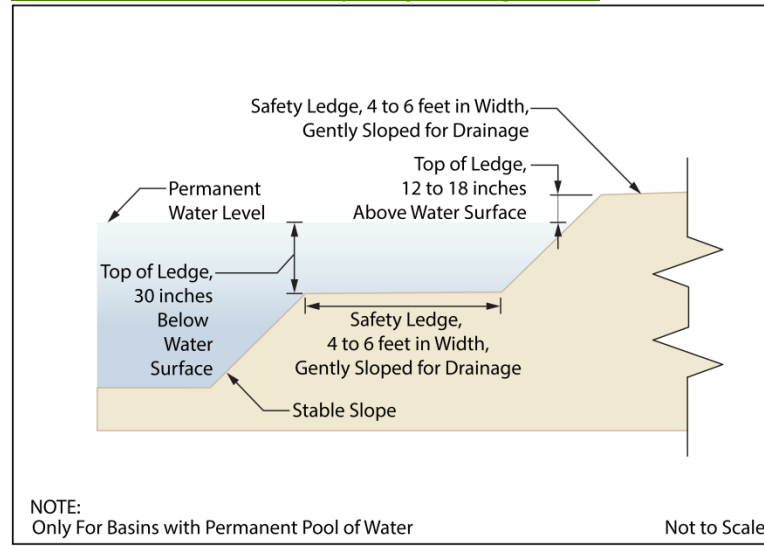 Safety Ledge, 4 to 6 feet in Width,
Gently Sloped for Drainage
Top of Ledge,
12 to 18 inches
Above Water Surface
Permanent
Water Level
Top of Ledge,
30 inches
Below
Water
Surface
Safety Ledge,
4 to 6 feet in Width,
Gently Sloped for Drainage
Stable Slope
NOTE:
Only For Basins with Permanent Pool of Water
Not to Scale